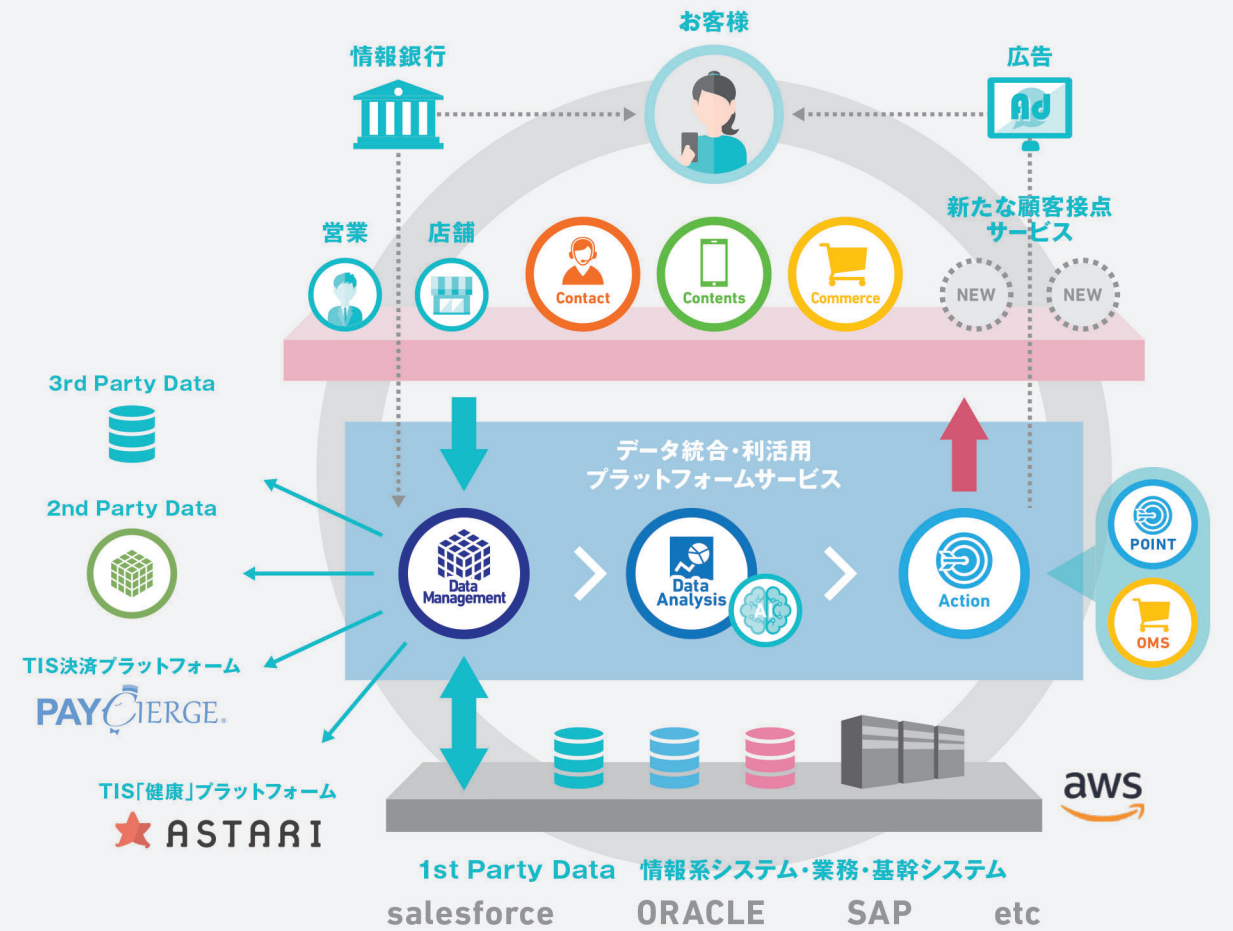 お客様
情報銀行
広告
Ad
新たな顧客接点
サービス
営業
店舗
Contact
Contents
Commerce
NEW
NEW
3rd Party Data
データ統合・利活用
プラットフォームサービス
2nd Party Data
Data
Management
Data
Analysis
AI
Action
POINT
OMS
TIS決済プラットフォーム
PAYCIERGE.
TIS「健康」プラットフォーム
ASTARI
aws
1st Party Data 情報系システム・業務・基幹システム
salesforce ORACLE SAP etc